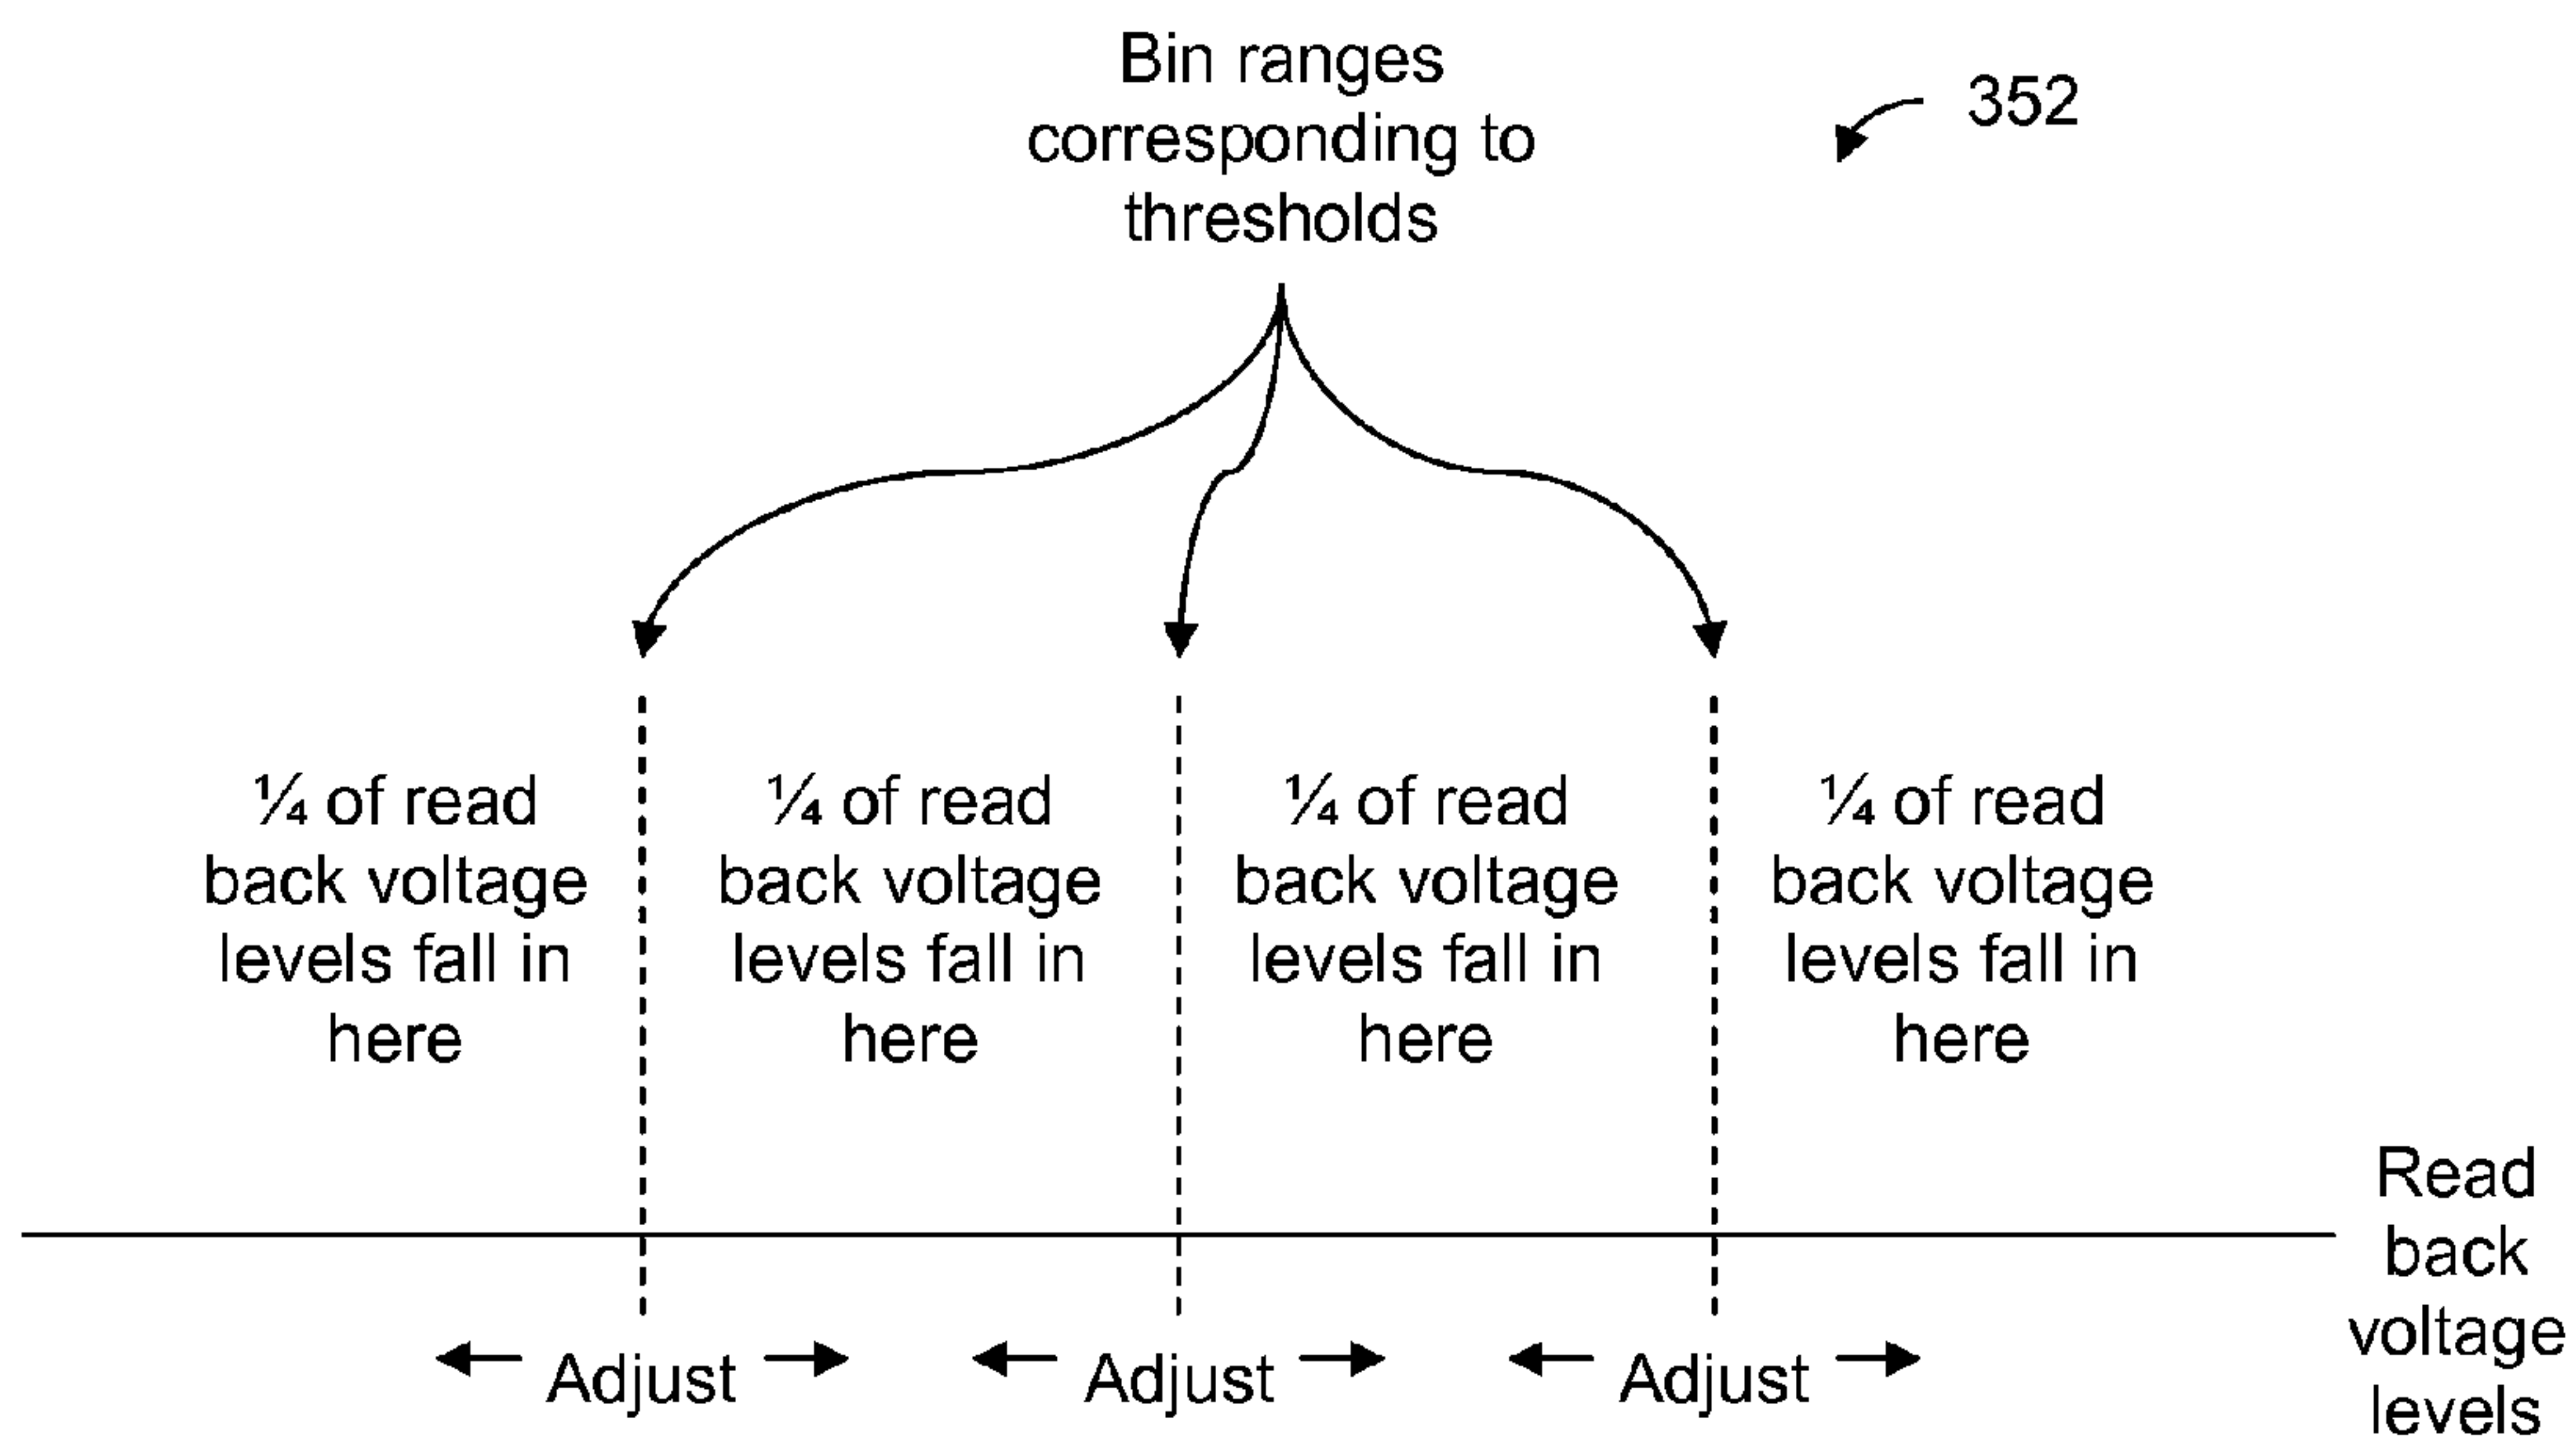 Bin ranges
corresponding to
thresholds
352
¼ of read
back voltage
levels fall in
here
¼ of read
back voltage
levels fall in
here
¼ of read
back voltage
levels fall in
here
¼ of read
back voltage
levels fall in
here
Read
back
voltage
levels
Adjust
Adjust
Adjust